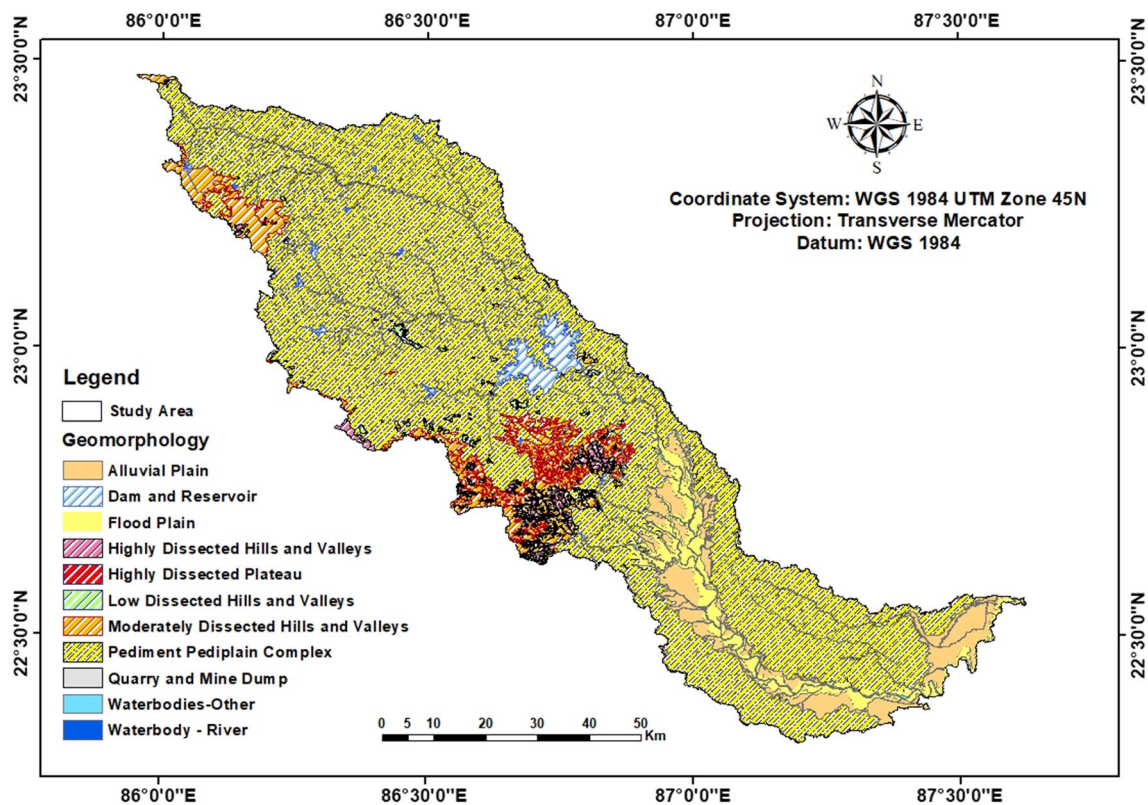 86°0'0"E 86°30'0"E 87°0'0"E 87°30'0"E
23°30'0"N 23°30'0"N
N
W E
S
Coordinate System: WGS 1984 UTM Zone 45N
Projection: Transverse Mercator
Datum: WGS 1984
23°0'0"N 23°0'0"N
Legend
Study Area
Geomorphology
Alluvial Plain
Dam and Reservoir
Flood Plain
Highly Dissected Hills and Valleys
Highly Dissected Plateau
Low Dissected Hills and Valleys
Moderately Dissected Hills and Valleys
Pediment Pediplain Complex
Quarry and Mine Dump
Waterbodies-Other
Waterbody - River
22°30'0"N 22°30'0"N
0 5 10 20 30 40 50
Km
86°0'0"E 86°30'0"E 87°0'0"E 87°30'0"E